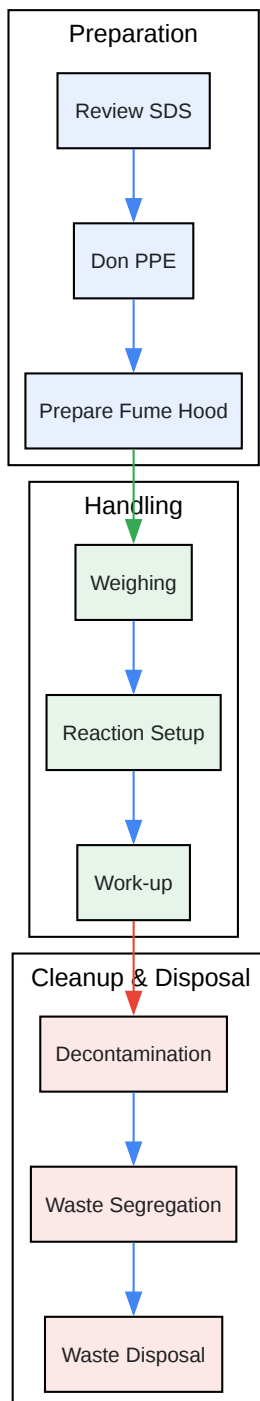 Preparation
Review SDS
Don PPE
Prepare Fume Hood
Handling
Weighing
Reaction Setup
Work-up
Cleanup & Disposal
Decontamination
Waste Segregation
Waste Disposal